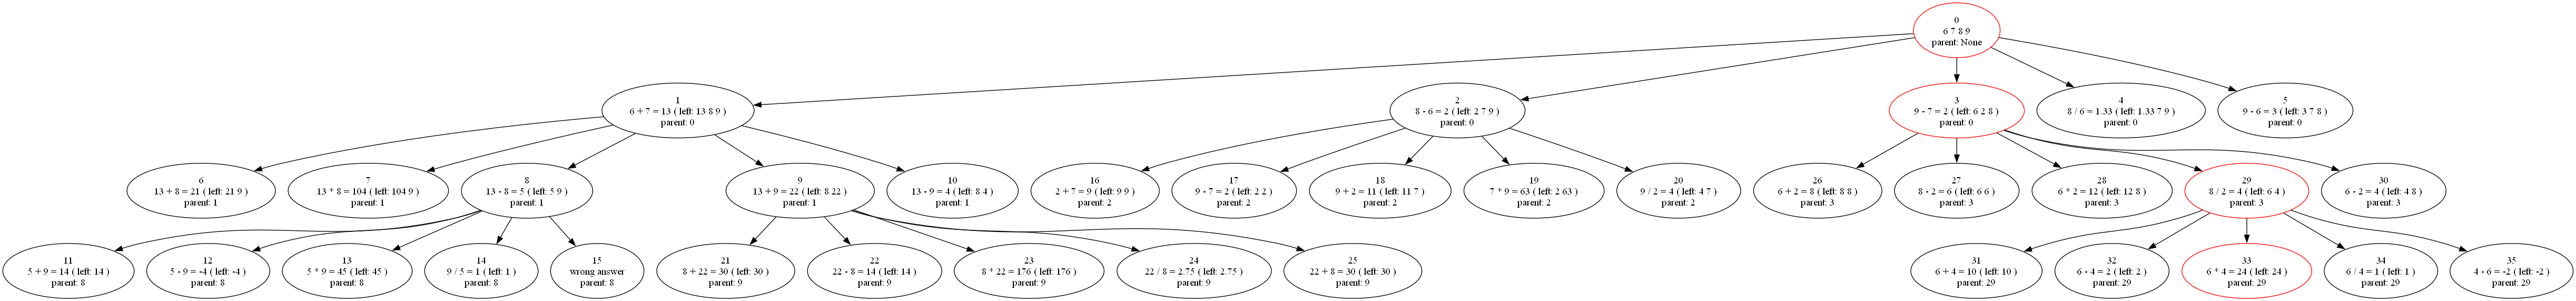 0
6 7 8 9
parent: None
1
6 + 7 = 13 ( left: 13 8 9 )
parent: 0
2
8 - 6 = 2 ( left: 2 7 9 )
parent: 0
3
9 - 7 = 2 ( left: 6 2 8 )
parent: 0
4
8 / 6 = 1.33 ( left: 1.33 7 9 )
parent: 0
5
9 - 6 = 3 ( left: 3 7 8 )
parent: 0
6
13 + 8 = 21 ( left: 21 9 )
parent: 1
7
13 * 8 = 104 ( left: 104 9 )
parent: 1
8
13 - 8 = 5 ( left: 5 9 )
parent: 1
9
13 + 9 = 22 ( left: 8 22 )
parent: 1
10
13 - 9 = 4 ( left: 8 4 )
parent: 1
16
2 + 7 = 9 ( left: 9 9 )
parent: 2
17
9 - 7 = 2 ( left: 2 2 )
parent: 2
18
9 + 2 = 11 ( left: 11 7 )
parent: 2
19
7 * 9 = 63 ( left: 2 63 )
parent: 2
20
9 / 2 = 4 ( left: 4 7 )
parent: 2
26
6 + 2 = 8 ( left: 8 8 )
parent: 3
27
8 - 2 = 6 ( left: 6 6 )
parent: 3
28
6 * 2 = 12 ( left: 12 8 )
parent: 3
29
8 / 2 = 4 ( left: 6 4 )
parent: 3
30
6 - 2 = 4 ( left: 4 8 )
parent: 3
11
5 + 9 = 14 ( left: 14 )
parent: 8
12
5 - 9 = -4 ( left: -4 )
parent: 8
13
5 * 9 = 45 ( left: 45 )
parent: 8
14
9 / 5 = 1 ( left: 1 )
parent: 8
15
wrong answer
parent: 8
21
8 + 22 = 30 ( left: 30 )
parent: 9
22
22 - 8 = 14 ( left: 14 )
parent: 9
23
8 * 22 = 176 ( left: 176 )
parent: 9
24
22 / 8 = 2.75 ( left: 2.75 )
parent: 9
25
22 + 8 = 30 ( left: 30 )
parent: 9
31
6 + 4 = 10 ( left: 10 )
parent: 29
32
6 - 4 = 2 ( left: 2 )
parent: 29
33
6 * 4 = 24 ( left: 24 )
parent: 29
34
6 / 4 = 1 ( left: 1 )
parent: 29
35
4 - 6 = -2 ( left: -2 )
parent: 29